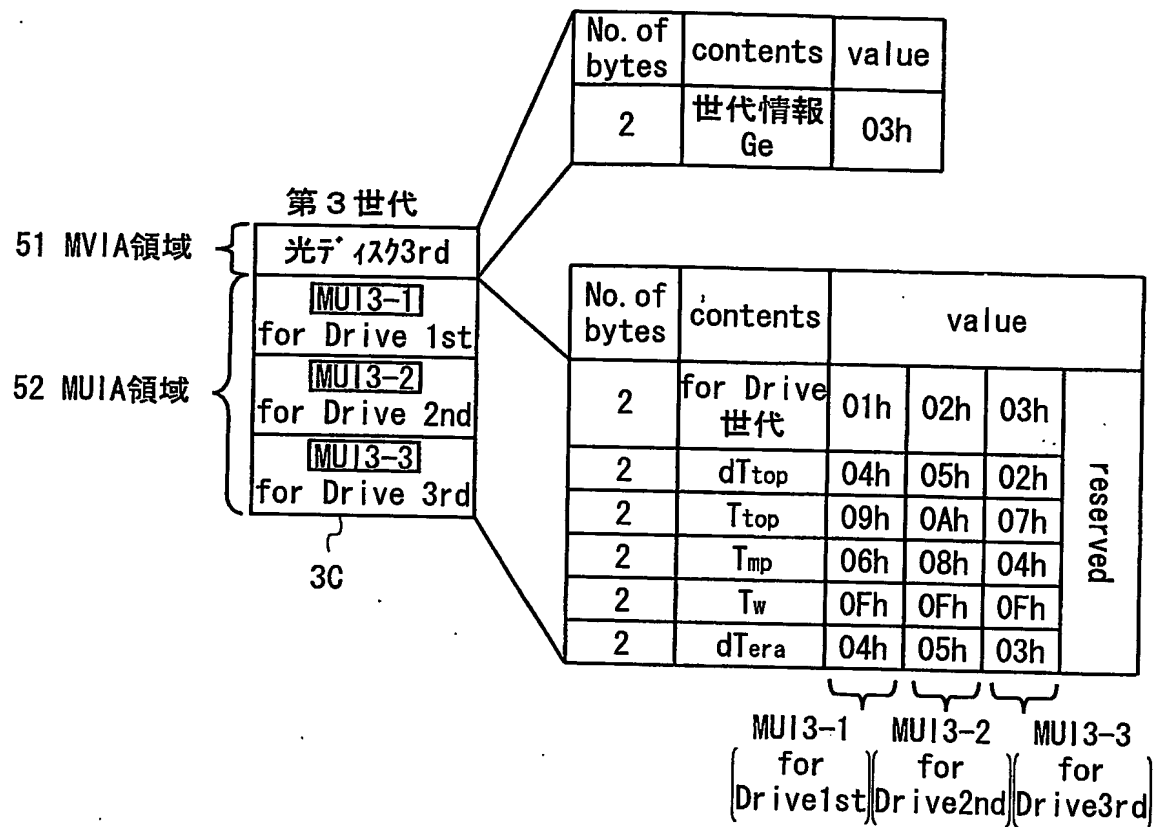 No. of bytes contents value
2 世代情報 Ge 03h
第3世代
51 MVIA領域
光ディスク3rd
52 MUIA領域
MUI3-1
for Drive 1st
MUI3-2
for Drive 2nd
MUI3-3
for Drive 3rd
3C
No. of bytes contents value
2 for Drive 世代 01h 02h 03h reserved
2 dTtop 04h 05h 02h
2 Ttop 09h 0Ah 07h
2 Tmp 06h 08h 04h
2 Tw 0Fh 0Fh 0Fh
2 dTera 04h 05h 03h
MUI3-1 MUI3-2 MUI3-3
for for for
Drive1st Drive2nd Drive3rd